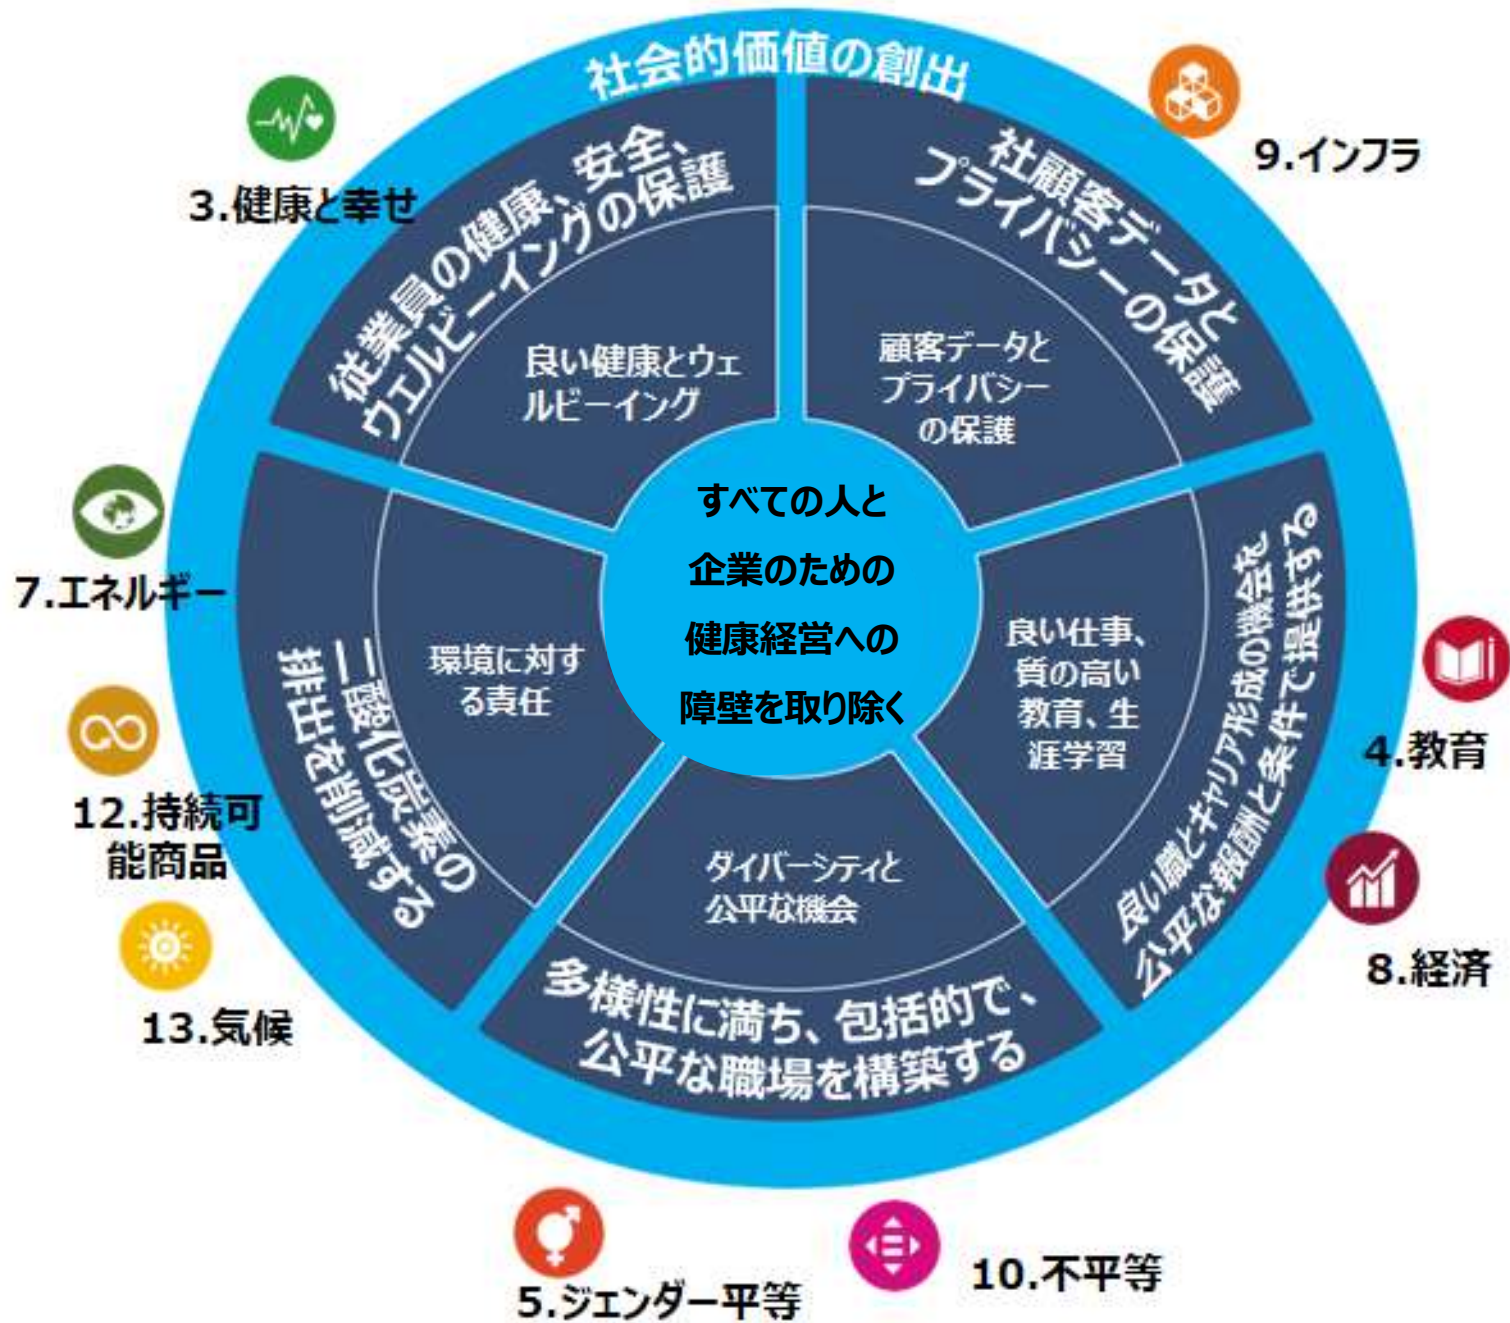 社会的価値の創出
3.健康と幸せ
9.インフラ
従業員の健康、安全、
ウェルビーイングの保護
社顧客データと
プライバシーの保護
良い健康とウェ
ルビーイング
顧客データと
プライバシー
の保護
すべての人と
企業のための
健康経営への
障壁を取り除く
7.エネルギー
12.持続可
能商品
13.気候
二酸化炭素の
排出を削減する
環境に対す
る責任
良い仕事、
質の高い
教育、生
涯学習
良い職とキャリア形成の機会を
公平な報酬と条件で提供する
4.教育
8.経済
ダイバーシティと
公平な機会
多様性に満ち、包括的で、
公平な職場を構築する
5.ジェンダー平等
10.不平等